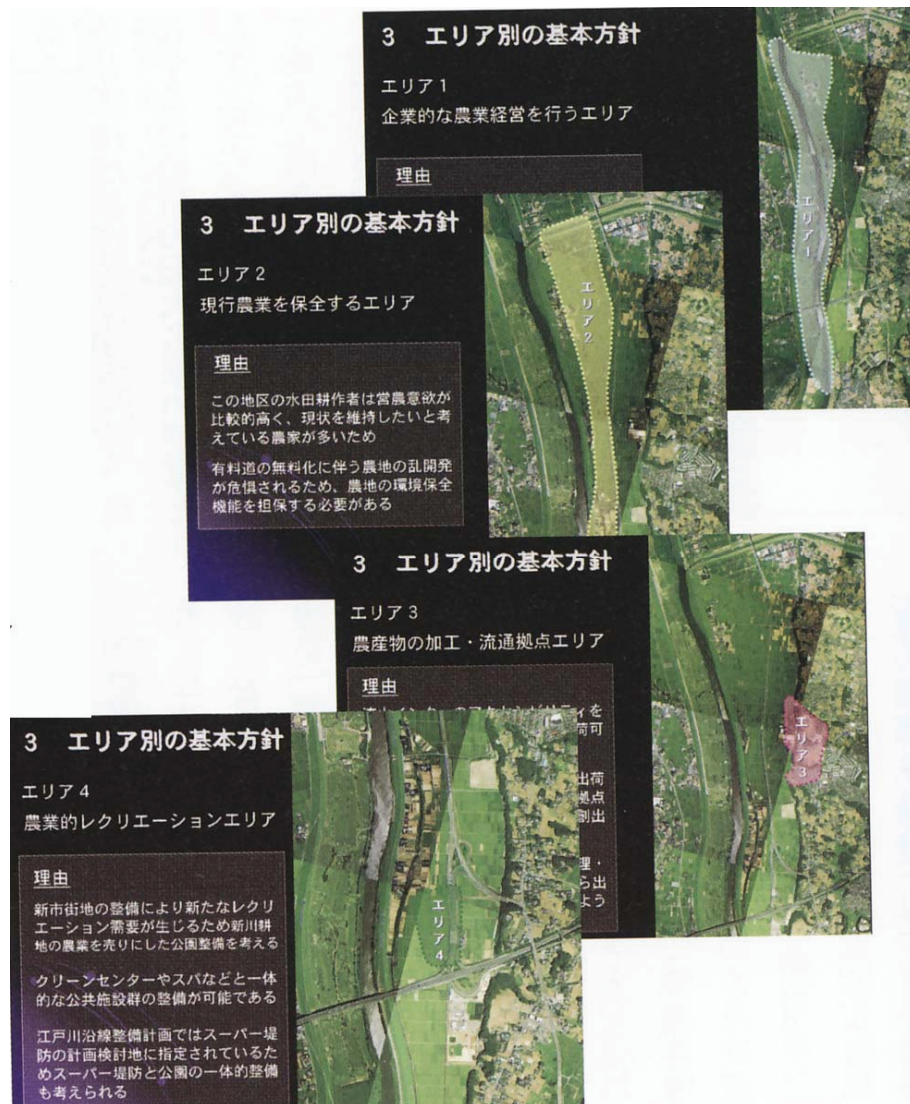 3 エリア別の基本方針
エリア1
企業的な農業経営を行うエリア
理由
エリア1
3 エリア別の基本方針
エリア2
現行農業を保全するエリア
理由
この地区の水田耕作者は営農意欲が
比較的高く、現状を維持したいと考
えている農家が多いため
有料道の無料化に伴う農地の乱開発
が危惧されるため、農地の環境保全
機能を担保する必要がある
エリア2
3 エリア別の基本方針
エリア3
農産物の加工・流通拠点エリア
理由
を
荷可
出荷
拠点
創出
理・
ら出
よう
エリア3
3 エリア別の基本方針
エリア4
農業的レクリエーションエリア
理由
新市街地の整備により新たなレクリ
エーション需要が生じるため新川耕
地の農業を売りにした公園整備を考える
クリーンセンターやスパなどと一体
的な公共施設群の整備が可能である
江戸川沿線整備計画ではスーパー堤
防の計画検討地に指定されているた
めスーパー堤防と公園の一体的整備
も考えられる
エリア4